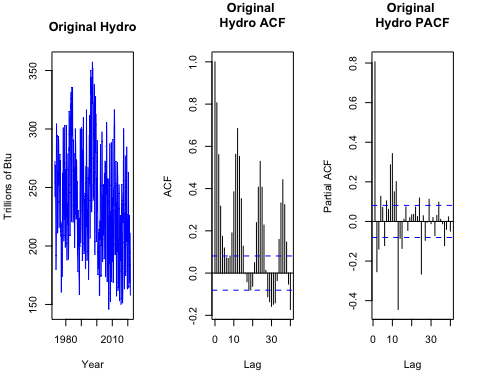 Original Hydro
Trillions of Btu
350
300
250
200
150
1980
2010
Year
Original
Hydro ACF
ACF
1.0
0.8
0.6
0.4
0.2
0.0
-0.2
0
10
30
Lag
Original
Hydro PACF
Partial ACF
0.8
0.6
0.4
0.2
0.0
-0.2
-0.4
0
10
30
Lag